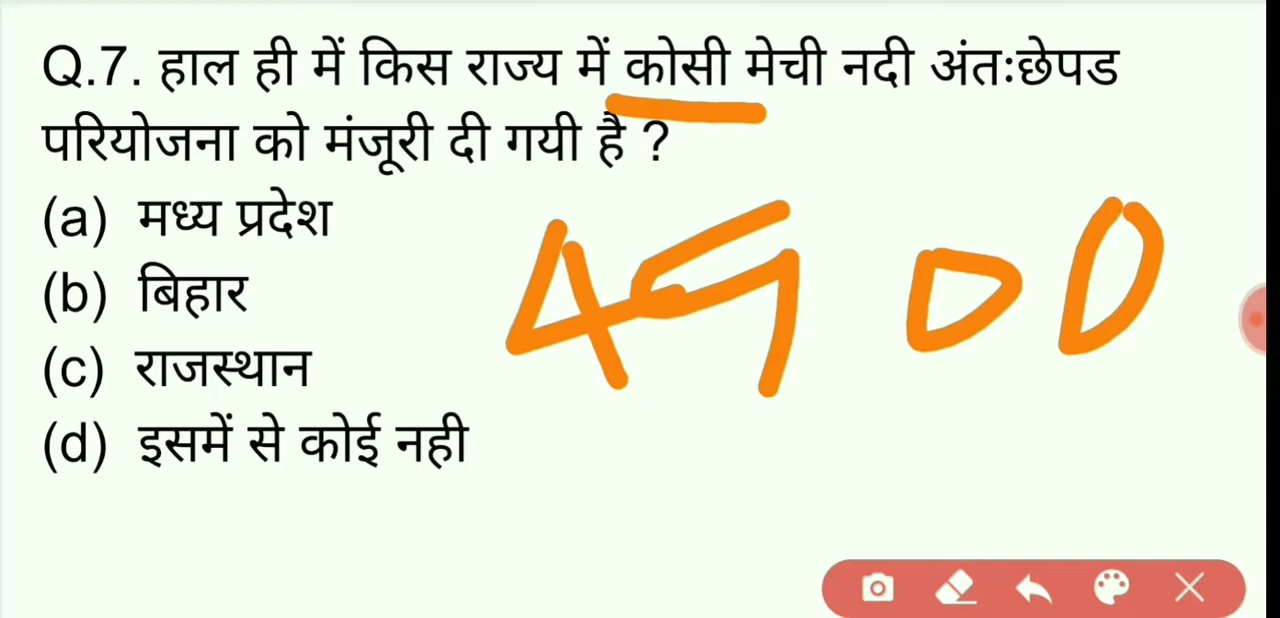 Q.7. हाल ही में किस राज्य में कोसी मेची नदी अंतःछेपड
परियोजना को मंजूरी दी गयी है ?
(a) मध्य प्रदेश
(b) बिहार
(c) राजस्थान
(d) इसमें से कोई नही
4900